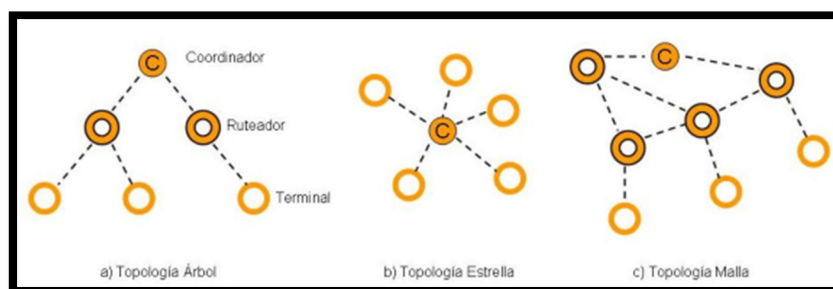 C
Coordinador
Ruteador
Terminal
a) Topología Árbol
C
b) Topología Estrella
C
c) Topología Malla